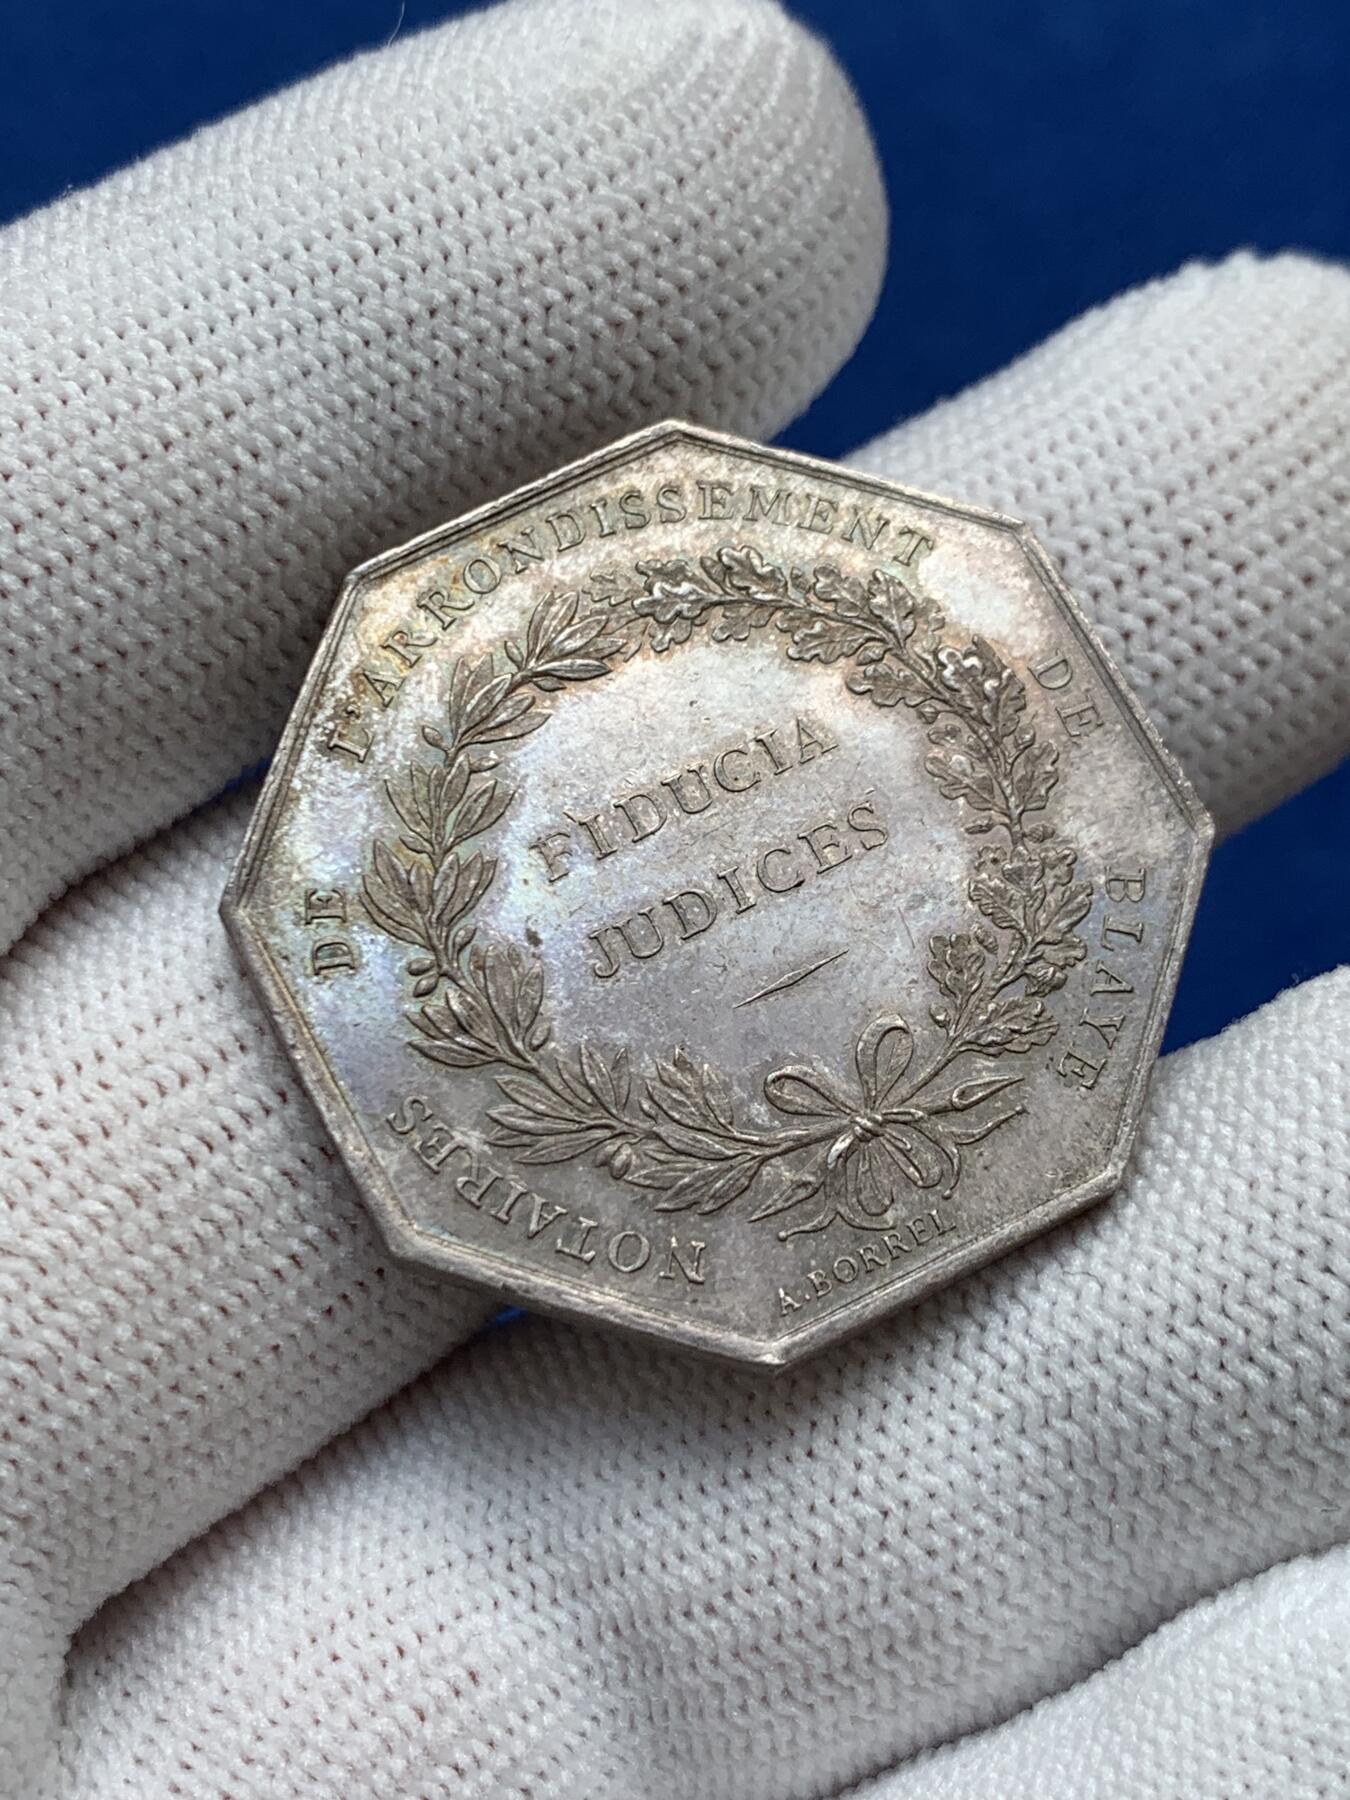 NOTAIRES DE L'ARRONDISSEMENT DE BLAYE
FIDUCIA
JUDICES
A. BORREL